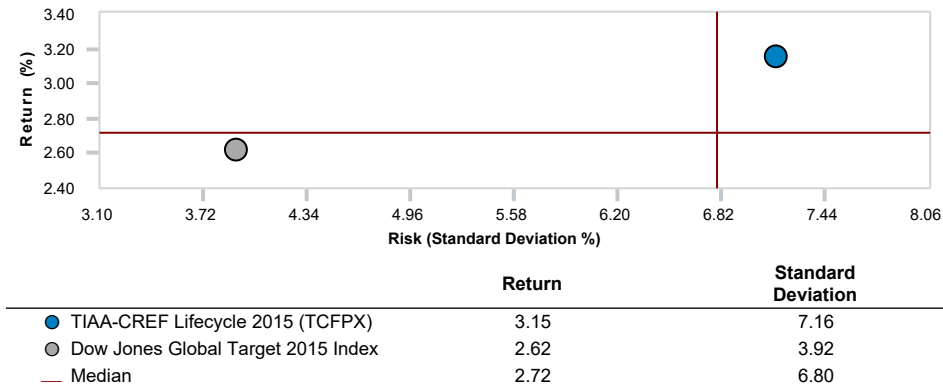 3.40
3.20
3.00
2.80
2.60
2.40
Return (%)
3.10 3.72 4.34 4.96 5.58 6.20 6.82 7.44 8.06
Risk (Standard Deviation %)
Return Standard Deviation
TIAA-CREF Lifecycle 2015 (TCFPX) 3.15 7.16
Dow Jones Global Target 2015 Index 2.62 3.92
Median 2.72 6.80